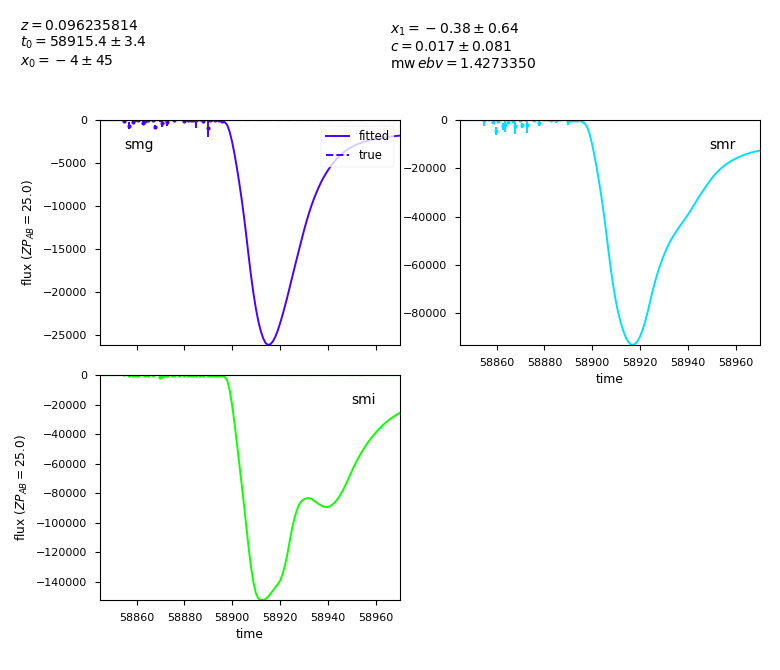 z = 0.096235814
t₀ = 58915.4 ± 3.4
x₀ = −4 ± 45
x₁ = −0.38 ± 0.64
c = 0.017 ± 0.081
mw ebv = 1.4273350
0
−5000
−10000
−15000
−20000
−25000
flux (ZP_AB = 25.0)
smg
fitted
true
0
−20000
−40000
−60000
−80000
smr
58860 58880 58900 58920 58940 58960
time
0
−20000
−40000
−60000
−80000
−100000
−120000
−140000
flux (ZP_AB = 25.0)
smi
58860 58880 58900 58920 58940 58960
time